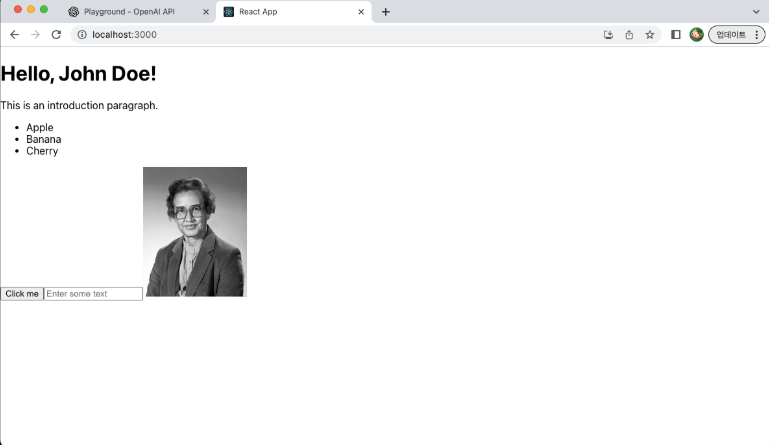 Playground - OpenAI API
React App
localhost:3000
업데이트
Hello, John Doe!
This is an introduction paragraph.
Apple
Banana
Cherry
Click me
Enter some text